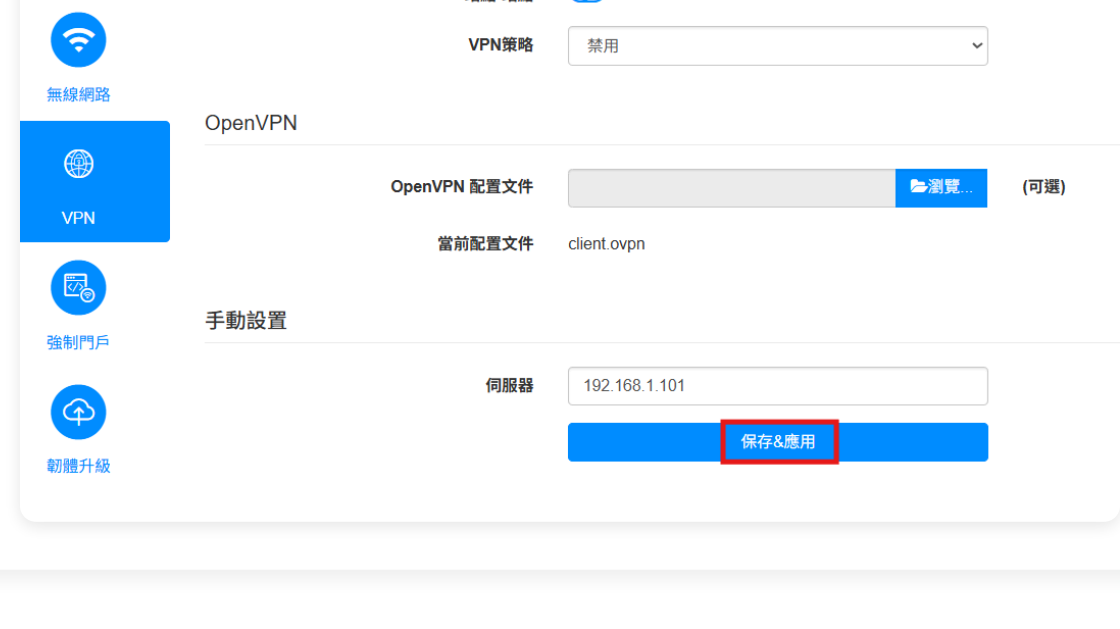 無線網路
VPN
強制門戶
韌體升級
VPN策略
禁用
OpenVPN
OpenVPN 配置文件
瀏覽...
(可選)
當前配置文件
client.ovpn
手動設置
伺服器
192.168.1.101
保存&應用